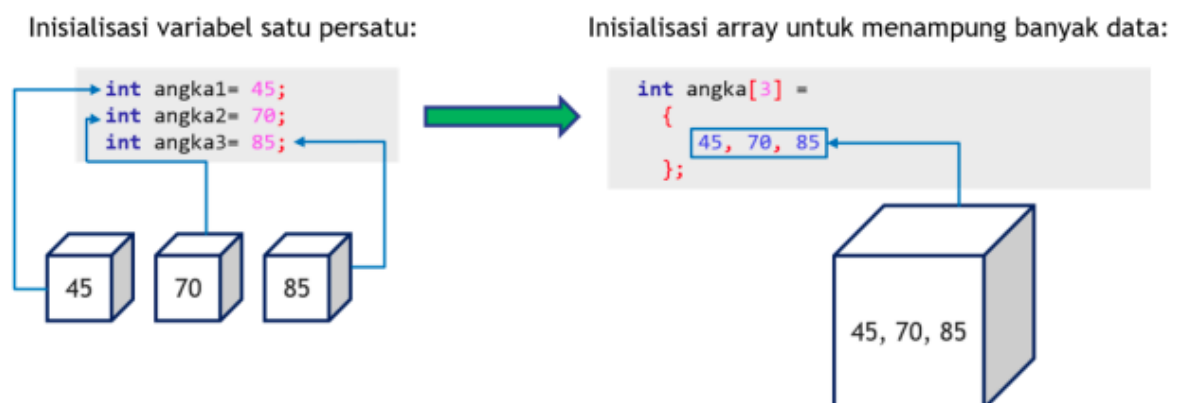 Inisialisasi variabel satu persatu:
int angka1= 45;
int angka2= 70;
int angka3= 85;
45
70
85
Inisialisasi array untuk menampung banyak data:
int angka[3] =
{
45, 70, 85
};
45, 70, 85